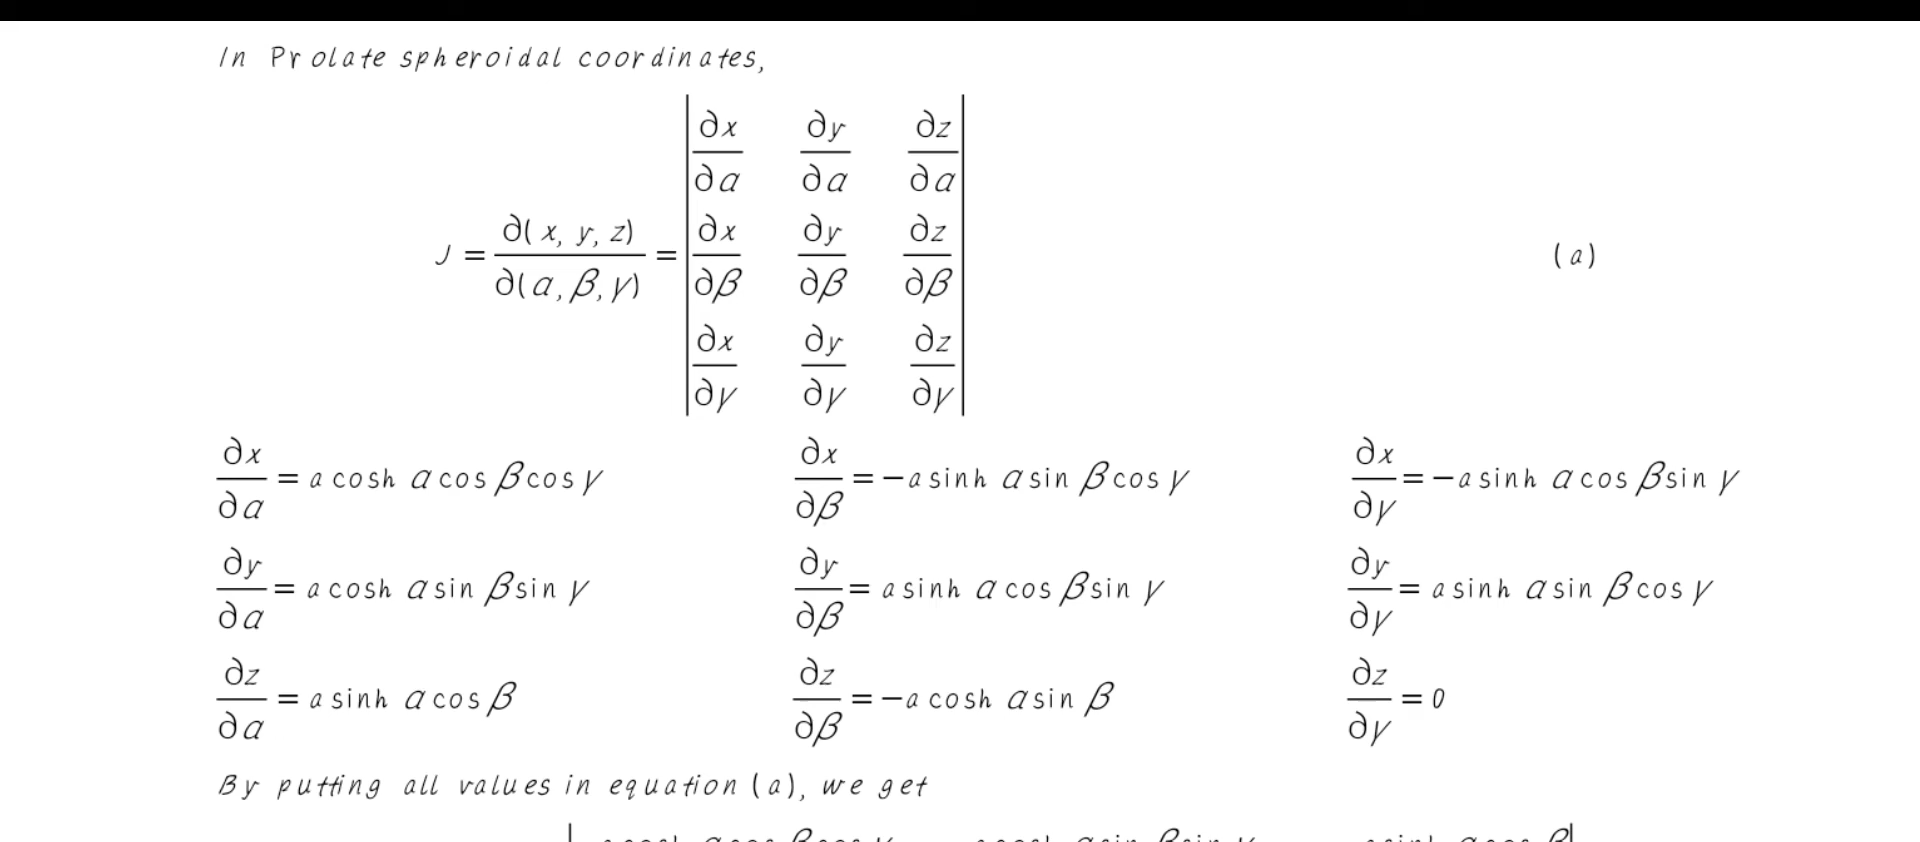 In Prolate spheroidal coordinates,
J = ∂(x, y, z)/∂(α, β, γ) = | ∂x/∂α ∂y/∂α ∂z/∂α | (a)
| ∂x/∂β ∂y/∂β ∂z/∂β |
| ∂x/∂γ ∂y/∂γ ∂z/∂γ |
∂x/∂α = a cosh α cos β cos γ ∂x/∂β = −a sinh α sin β cos γ ∂x/∂γ = −a sinh α cos β sin γ
∂y/∂α = a cosh α sin β sin γ ∂y/∂β = a sinh α cos β sin γ ∂y/∂γ = a sinh α sin β cos γ
∂z/∂α = a sinh α cos β ∂z/∂β = −a cosh α sin β ∂z/∂γ = 0
By putting all values in equation (a), we get